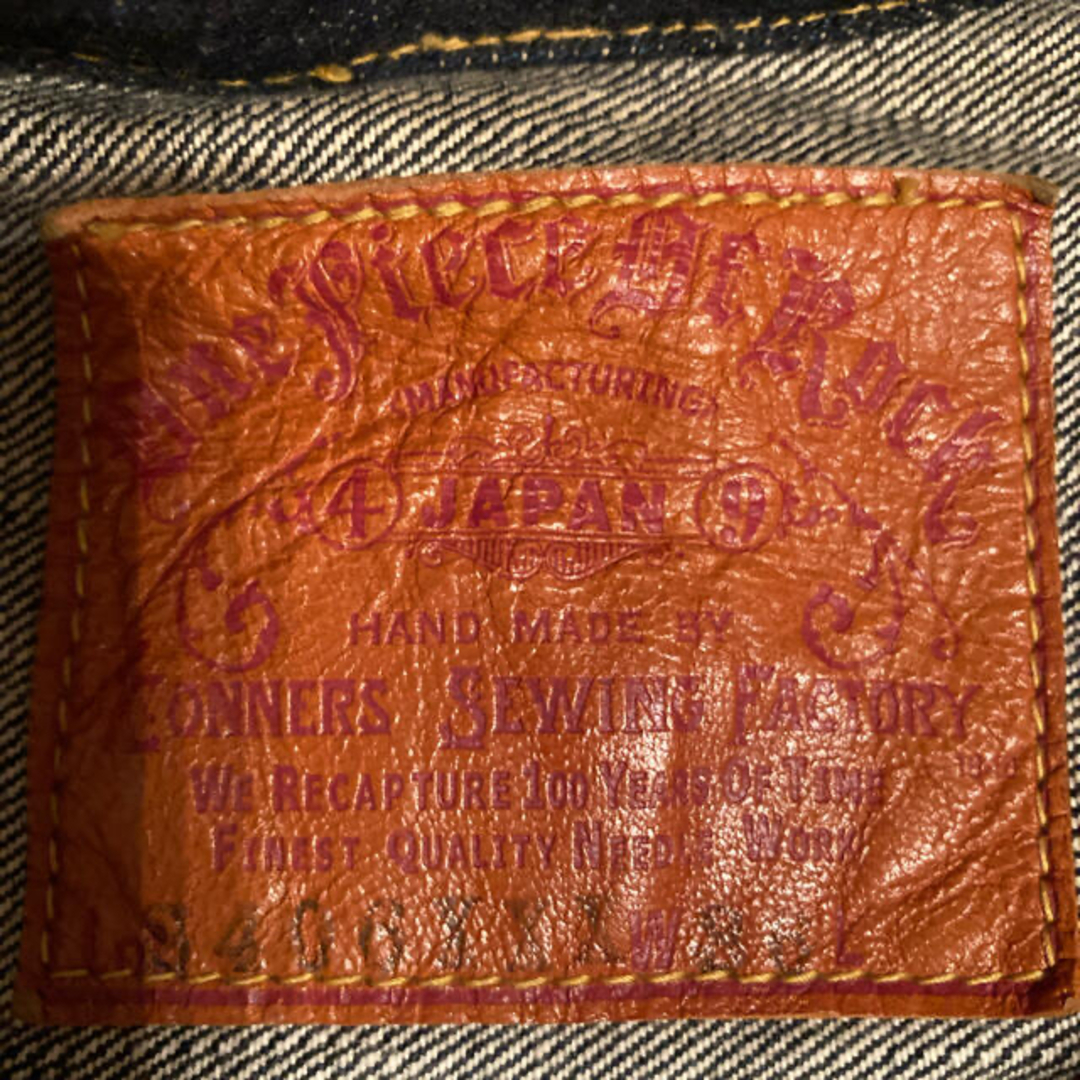 One Piece Of Rock
MANUFACTURING
4 JAPAN 9
HAND MADE BY
CONNERS SEWING FACTORY
WE RECAPTURE 100 YEARS OF TIME
FINEST QUALITY NEEDLE WORK
W L